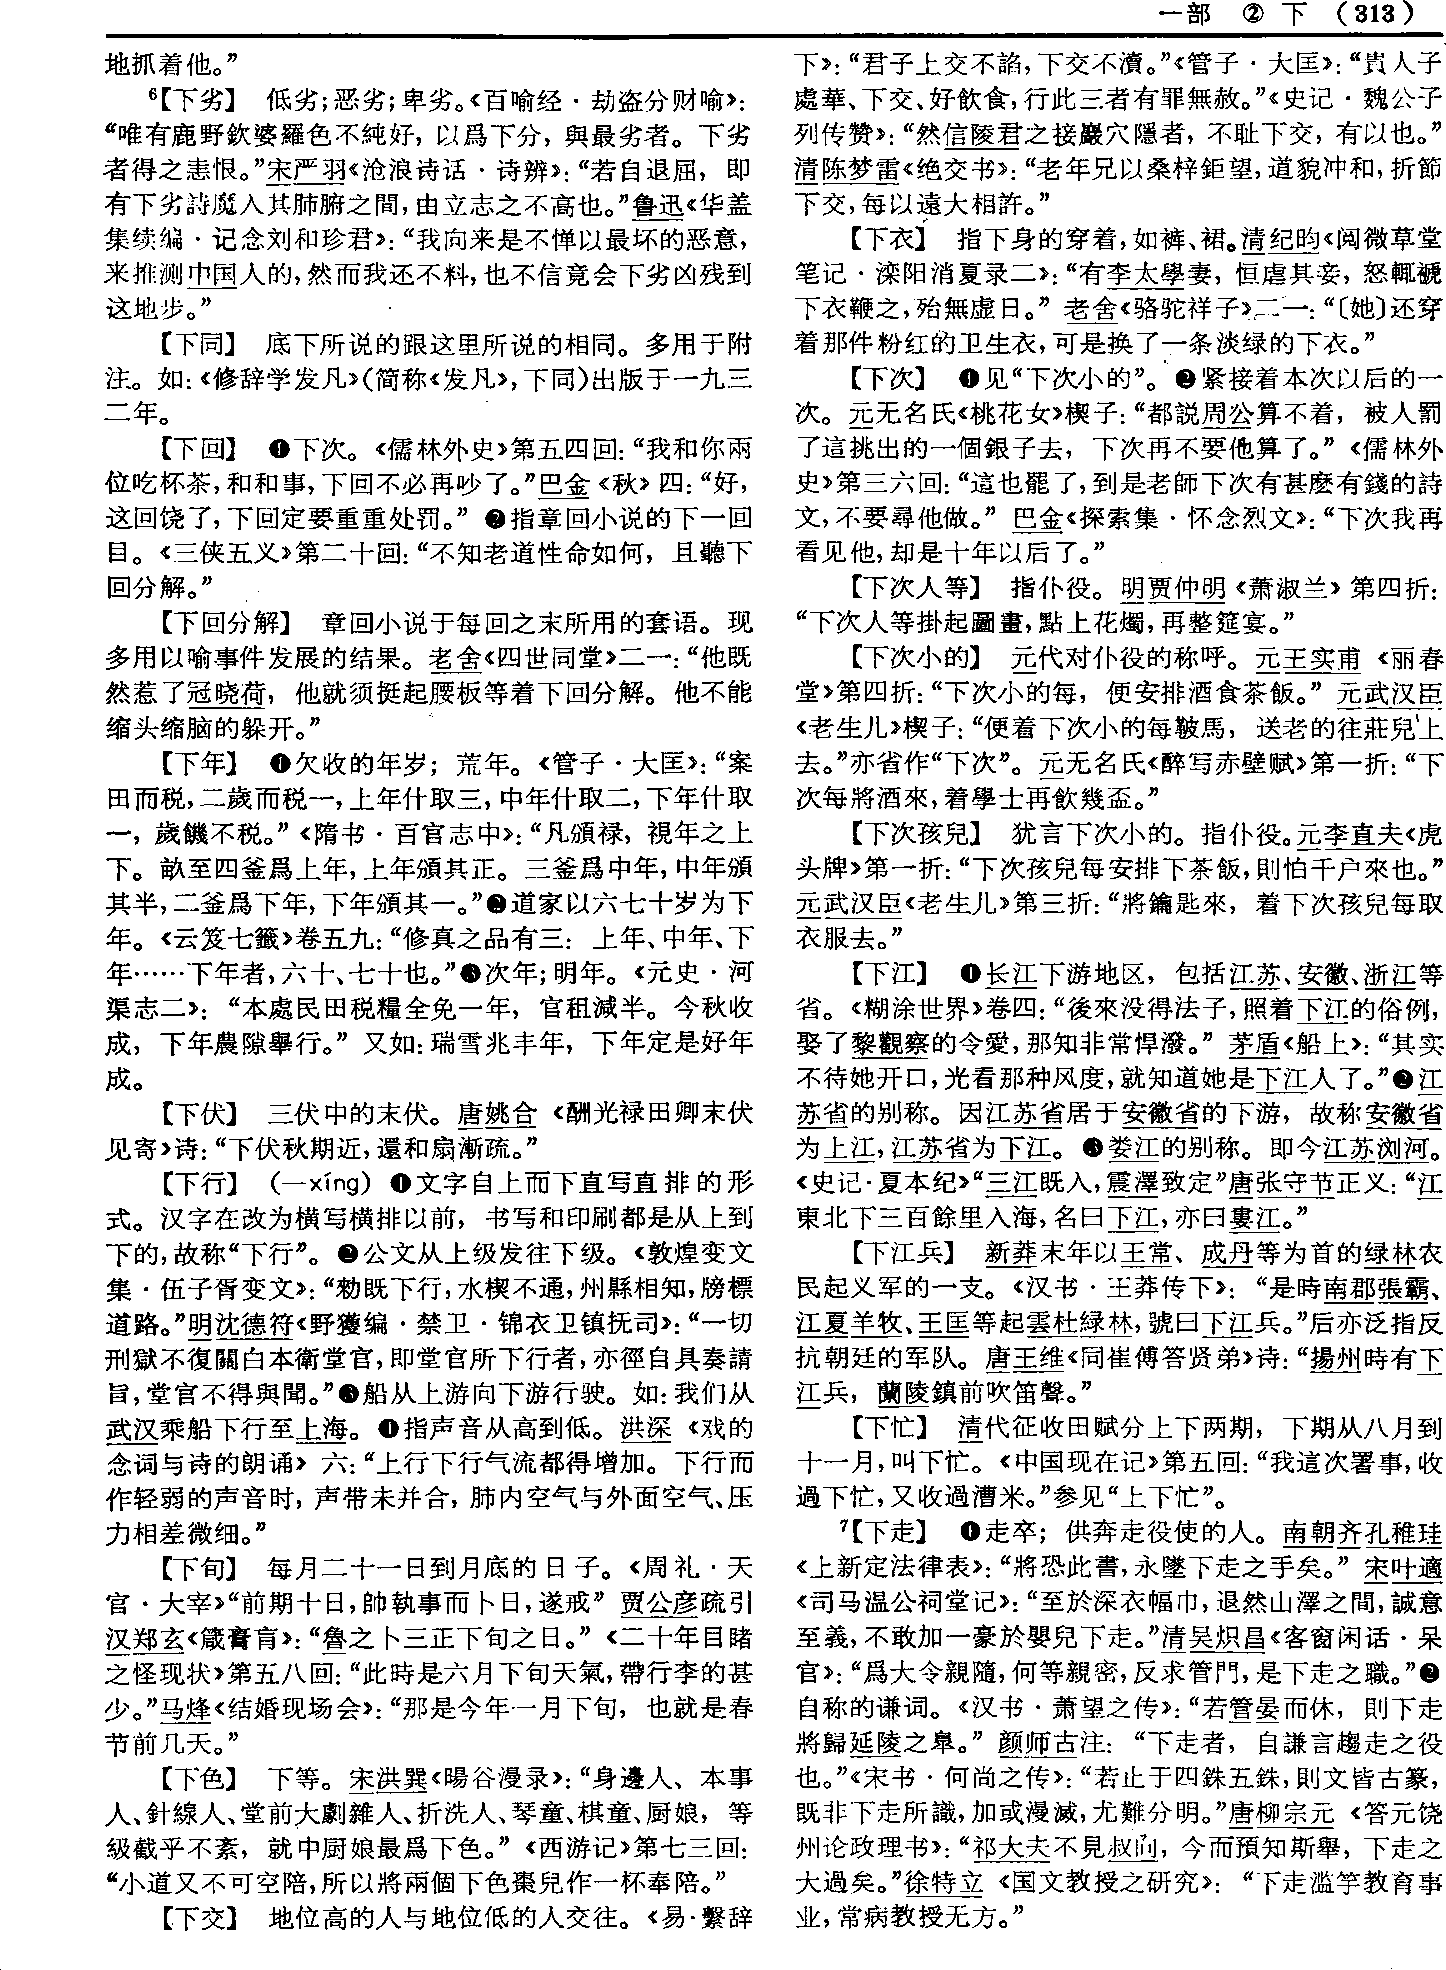 一部 ② 下 （313）
地抓着他。”
⁶【下劣】 低劣；恶劣；卑劣。《百喻经·劫盗分财喻》：
“唯有鹿野欽婆羅色不純好，以爲下分，與最劣者。下劣
者得之恚恨。”宋严羽《沧浪诗话·诗辨》：“若自退屈，即
有下劣詩魔入其肺腑之間，由立志之不高也。”鲁迅《华盖
集续编·记念刘和珍君》：“我向来是不惮以最坏的恶意，
来推测中国人的，然而我还不料，也不信竟会下劣凶残到
这地步。”
【下同】 底下所说的跟这里所说的相同。多用于附
注。如：《修辞学发凡》（简称《发凡》，下同）出版于一九三
二年。
【下回】 ❶下次。《儒林外史》第五四回：“我和你兩
位吃杯茶，和和事，下回不必再吵了。”巴金《秋》四：“好，
这回饶了，下回定要重重处罚。” ❷指章回小说的下一回
目。《三侠五义》第二十回：“不知老道性命如何，且聽下
回分解。”
【下回分解】 章回小说于每回之末所用的套语。现
多用以喻事件发展的结果。老舍《四世同堂》二一：“他既
然惹了冠晓荷，他就须挺起腰板等着下回分解。他不能
缩头缩脑的躲开。”
【下年】 ❶欠收的年岁；荒年。《管子·大匡》：“案
田而税，二歲而税一，上年什取三，中年什取二，下年什取
一，歲饑不税。”《隋书·百官志中》：“凡頒禄，視年之上
下。畝至四釜爲上年，上年頒其正。三釜爲中年，中年頒
其半，二釜爲下年，下年頒其一。”❷道家以六七十岁为下
年。《云笈七籤》卷五九：“修真之品有三：上年、中年、下
年……下年者，六十、七十也。”❸次年；明年。《元史·河
渠志二》：“本處民田税糧全免一年，官租減半。今秋收
成，下年農隙舉行。”又如：瑞雪兆丰年，下年定是好年
成。
【下伏】 三伏中的末伏。唐姚合《酬光禄田卿末伏
见寄》诗：“下伏秋期近，還和扇漸疏。”
【下行】 （一xíng）❶文字自上而下直写直排的形
式。汉字在改为横写横排以前，书写和印刷都是从上到
下的，故称“下行”。❷公文从上级发往下级。《敦煌变文
集·伍子胥变文》：“勑既下行，水楔不通，州縣相知，牓標
道路。”明沈德符《野獲编·禁卫·锦衣卫镇抚司》：“一切
刑獄不復關白本衛堂官，即堂官所下行者，亦徑自具奏請
旨，堂官不得與聞。”❸船从上游向下游行驶。如：我们从
武汉乘船下行至上海。❹指声音从高到低。洪深《戏的
念词与诗的朗诵》六：“上行下行气流都得增加。下行而
作轻弱的声音时，声带未并合，肺内空气与外面空气、压
力相差微细。”
【下旬】 每月二十一日到月底的日子。《周礼·天
官·大宰》“前期十日，帥執事而卜日，遂戒” 贾公彦疏引
汉郑玄《箴膏肓》：“魯之卜三正下旬之日。”《二十年目睹
之怪现状》第五八回：“此時是六月下旬天氣，帶行李的甚
少。”马烽《结婚现场会》：“那是今年一月下旬，也就是春
节前几天。”
【下色】 下等。宋洪巽《暘谷漫录》：“身邊人、本事
人、針線人、堂前大劇雜人、折洗人、琴童、棋童、厨娘，等
級截乎不紊，就中厨娘最爲下色。”《西游记》第七三回：
“小道又不可空陪，所以將兩個下色棗兒作一杯奉陪。”
【下交】 地位高的人与地位低的人交往。《易·繫辞
下》：“君子上交不諂，下交不瀆。”《管子·大匡》：“貴人子
處華、下交、好飲食，行此三者有罪無赦。”《史记·魏公子
列传赞》：“然信陵君之接巖穴隱者，不耻下交，有以也。”
清陈梦雷《绝交书》：“老年兄以桑梓鉅望，道貌冲和，折節
下交，每以遠大相許。”
【下衣】 指下身的穿着，如裤、裙。清纪昀《阅微草堂
笔记·滦阳消夏录二》：“有李太學妻，恒虐其妾，怒輒褫
下衣鞭之，殆無虚日。” 老舍《骆驼祥子》二一：“〔她〕还穿
着那件粉红的卫生衣，可是换了一条淡绿的下衣。”
【下次】 ❶见“下次小的”。❷紧接着本次以后的一
次。元无名氏《桃花女》楔子：“都説周公算不着，被人罰
了這挑出的一個銀子去，下次再不要他算了。”《儒林外
史》第三六回：“這也罷了，到是老師下次有甚麽有錢的詩
文，不要尋他做。” 巴金《探索集·怀念烈文》：“下次我再
看见他，却是十年以后了。”
【下次人等】 指仆役。明贾仲明《萧淑兰》第四折：
“下次人等掛起圖畫，點上花燭，再整筵宴。”
【下次小的】 元代对仆役的称呼。元王实甫《丽春
堂》第四折：“下次小的每，便安排酒食茶飯。” 元武汉臣
《老生儿》楔子：“便着下次小的每鞁馬，送老的往莊兒上
去。”亦省作“下次”。元无名氏《醉写赤壁赋》第一折：“下
次每將酒來，着學士再飲幾盃。”
【下次孩兒】 犹言下次小的。指仆役。元李直夫《虎
头牌》第一折：“下次孩兒每安排下茶飯，則怕千户來也。”
元武汉臣《老生儿》第三折：“將鑰匙來，着下次孩兒每取
衣服去。”
【下江】 ❶长江下游地区，包括江苏、安徽、浙江等
省。《糊涂世界》卷四：“後來没得法子，照着下江的俗例，
娶了黎觀察的令愛，那知非常悍潑。” 茅盾《船上》：“其实
不待她开口，光看那种风度，就知道她是下江人了。”❷江
苏省的别称。因江苏省居于安徽省的下游，故称安徽省
为上江，江苏省为下江。❸娄江的别称。即今江苏浏河。
《史记·夏本纪》“三江既入，震澤致定”唐张守节正义：“江
東北下三百餘里入海，名曰下江，亦曰婁江。”
【下江兵】 新莽末年以王常、成丹等为首的绿林农
民起义军的一支。《汉书·王莽传下》：“是時南郡張霸、
江夏羊牧、王匡等起雲杜緑林，號曰下江兵。”后亦泛指反
抗朝廷的军队。唐王维《同崔傅答贤弟》诗：“揚州時有下
江兵，蘭陵鎮前吹笛聲。”
【下忙】 清代征收田赋分上下两期，下期从八月到
十一月，叫下忙。《中国现在记》第五回：“我這次署事，收
過下忙，又收過漕米。”参见“上下忙”。
⁷【下走】 ❶走卒；供奔走役使的人。南朝齐孔稚珪
《上新定法律表》：“將恐此書，永墜下走之手矣。” 宋叶適
《司马温公祠堂记》：“至於深衣幅巾，退然山澤之間，誠意
至義，不敢加一豪於嬰兒下走。”清吴炽昌《客窗闲话·呆
官》：“爲大令親隨，何等親密，反求管門，是下走之職。”❷
自称的谦词。《汉书·萧望之传》：“若管晏而休，則下走
將歸延陵之臯。” 颜师古注：“下走者，自謙言趨走之役
也。”《宋书·何尚之传》：“若止于四銖五銖，則文皆古篆，
既非下走所識，加或漫滅，尤難分明。”唐柳宗元《答元饶
州论政理书》：“祁大夫不見叔向，今而預知斯舉，下走之
大過矣。”徐特立《国文教授之研究》：“下走滥竽教育事
业，常病教授无方。”